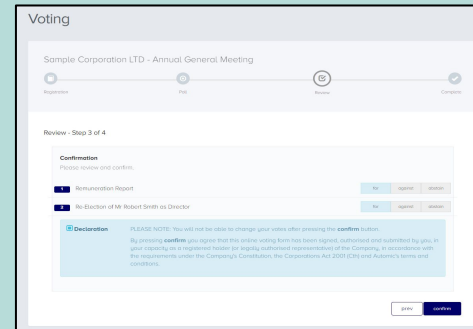 Voting
Sample Corporation LTD - Annual General Meeting
Registration Poll Review Complete
Review - Step 3 of 4
Confirmation
Please review and confirm.
1 Remuneration Report for against abstain
2 Re-Election of Mr Robert Smith as Director for against abstain
Declaration PLEASE NOTE: You will not be able to change your votes after pressing the confirm button.
By pressing confirm you agree that this online voting form has been signed, authorised and submitted by you, in
your capacity as a registered holder (or legally authorised representative) of the Company, in accordance with
the requirements under the Company's Constitution, the Corporations Act 2001 (Cth) and Automic's terms and
conditions.
prev confirm